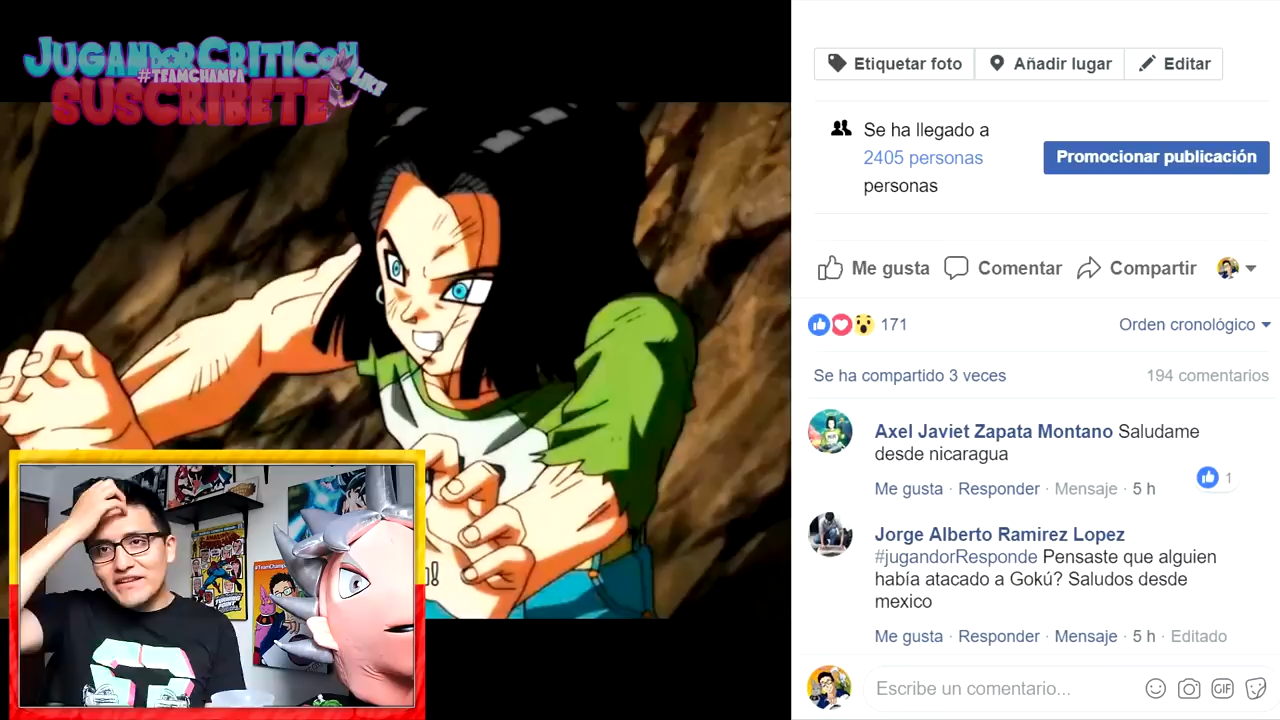 JUGANDORCRITICON
#TEAMCHAMPA
LIKE
SUSCRIBETE
Etiquetar foto
Añadir lugar
Editar
Se ha llegado a
2405 personas
personas
Promocionar publicación
Me gusta
Comentar
Compartir
171
Orden cronológico
Se ha compartido 3 veces
194 comentarios
Axel Javiet Zapata Montano Saludame
desde nicaragua
1
Me gusta · Responder · Mensaje · 5 h
Jorge Alberto Ramirez Lopez
#jugandorResponde Pensaste que alguien
había atacado a Gokú? Saludos desde
mexico
Me gusta · Responder · Mensaje · 5 h · Editado
Escribe un comentario...
GIF
#TeamChampa